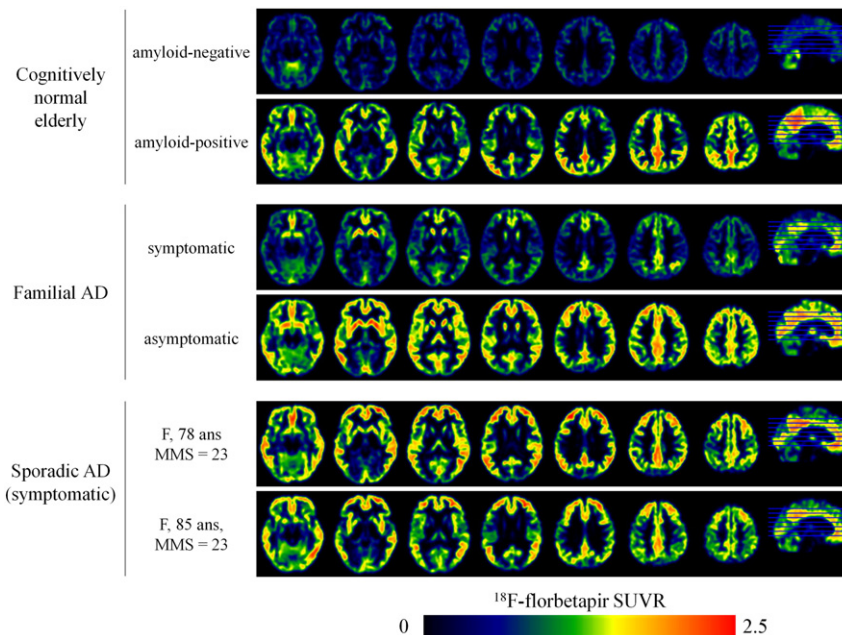 Cognitively
normal
elderly
amyloid-negative
amyloid-positive
Familial AD
symptomatic
asymptomatic
Sporadic AD
(symptomatic)
F, 78 ans
MMS = 23
F, 85 ans,
MMS = 23
¹⁸F-florbetapir SUVR
0
2.5